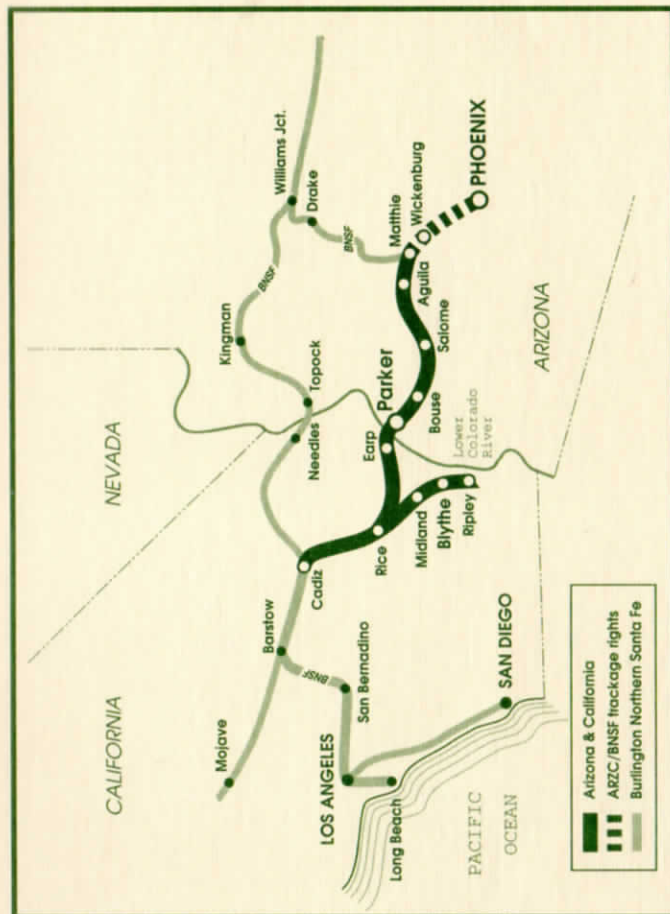 CALIFORNIA
NEVADA
Mojave
Barstow
BNSF
San Bernadino
LOS ANGELES
Long Beach
SAN DIEGO
PACIFIC
OCEAN
Cadiz
Needles
Topock
Kingman
BNSF
Williams Jct.
Drake
BNSF
Matthie
Wickenburg
PHOENIX
Aguila
Salome
Bouse
Parker
Earp
Rice
Midland
Blythe
Ripley
Lower
Colorado
River
ARIZONA
Arizona & California
ARZC/BNSF trackage rights
Burlington Northern Santa Fe